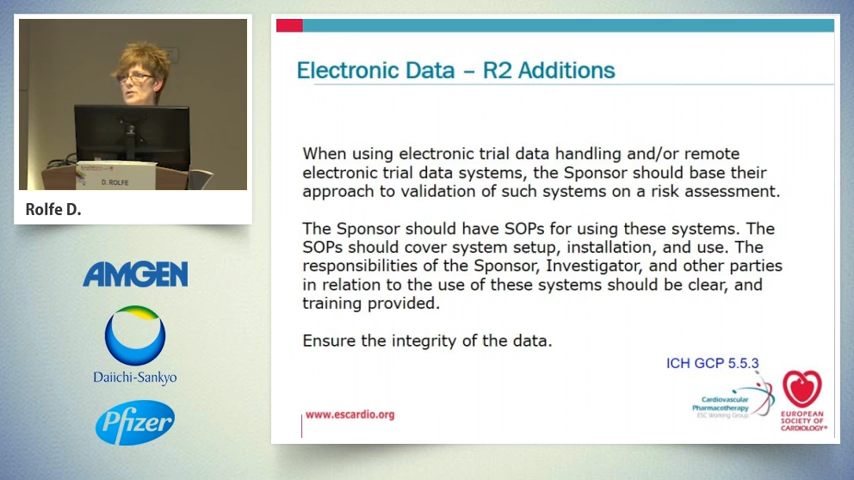 Electronic Data – R2 Additions
When using electronic trial data handling and/or remote
electronic trial data systems, the Sponsor should base their
approach to validation of such systems on a risk assessment.
The Sponsor should have SOPs for using these systems. The
SOPs should cover system setup, installation, and use. The
responsibilities of the Sponsor, Investigator, and other parties
in relation to the use of these systems should be clear, and
training provided.
Ensure the integrity of the data.
ICH GCP 5.5.3
www.escardio.org
Cardiovascular
Pharmacotherapy
ESC Working Group
EUROPEAN
SOCIETY OF
CARDIOLOGY®
D. ROLFE
Rolfe D.
AMGEN
Daiichi-Sankyo
Pfizer